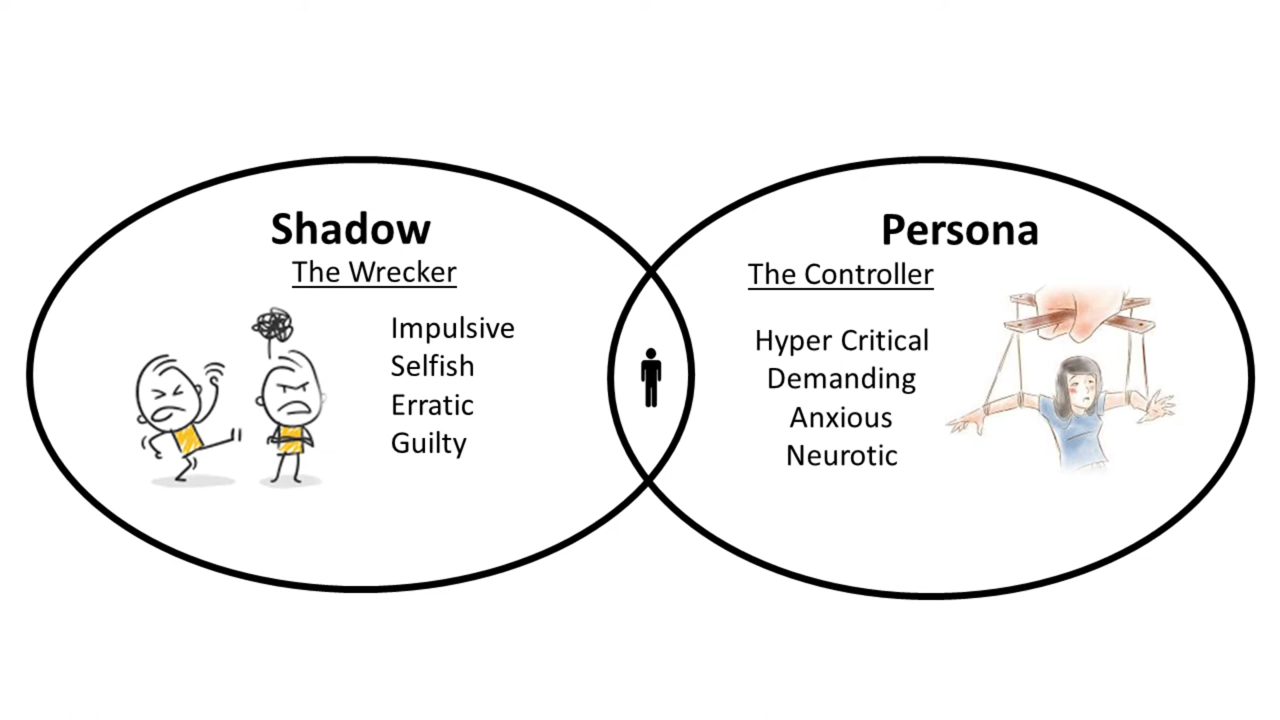 Shadow
The Wrecker
Impulsive
Selfish
Erratic
Guilty
Persona
The Controller
Hyper Critical
Demanding
Anxious
Neurotic